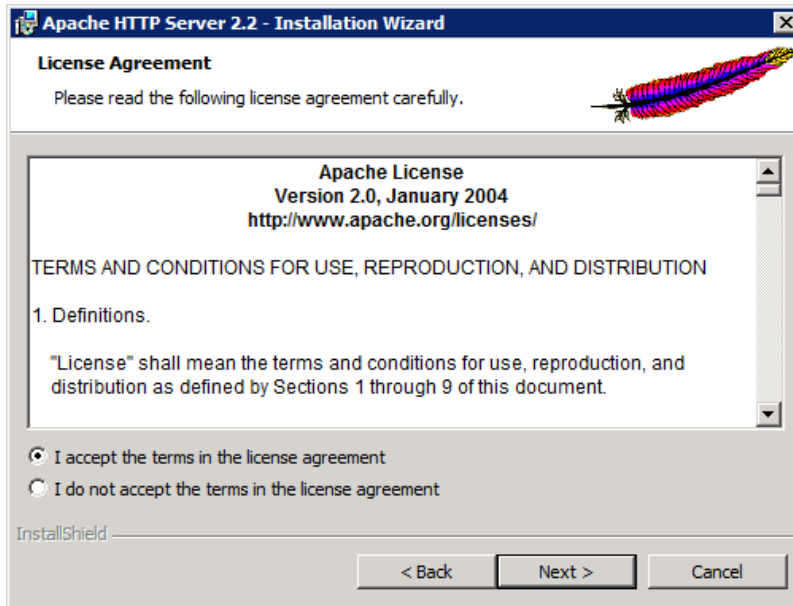 Apache HTTP Server 2.2 - Installation Wizard
License Agreement
Please read the following license agreement carefully.
Apache License
Version 2.0, January 2004
http://www.apache.org/licenses/
TERMS AND CONDITIONS FOR USE, REPRODUCTION, AND DISTRIBUTION
1. Definitions.
"License" shall mean the terms and conditions for use, reproduction, and
distribution as defined by Sections 1 through 9 of this document.
I accept the terms in the license agreement
I do not accept the terms in the license agreement
InstallShield
< Back Next > Cancel